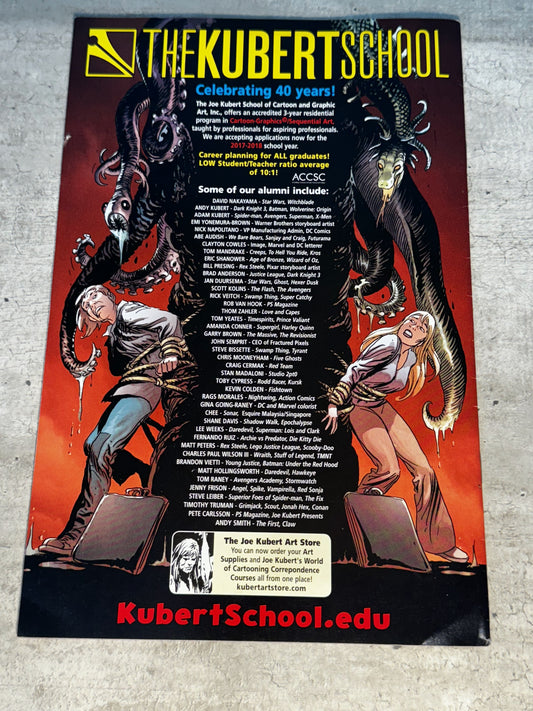 THEKUBERTSCHOOL
Celebrating 40 years!
The Joe Kubert School of Cartoon and Graphic
Art, Inc., offers an accredited 3-year residential
program in Cartoon-Graphics®/Sequential Art,
taught by professionals for aspiring professionals.
We are accepting applications now for the
2017-2018 school year.
Career planning for ALL graduates!
LOW Student/Teacher ratio average
of 10:1!
ACCSC
Some of our alumni include:
DAVID NAKAYAMA - Star Wars, Witchblade
ANDY KUBERT - Dark Knight 3, Batman, Wolverine: Origin
ADAM KUBERT - Spider-man, Avengers, Superman, X-Men
EMI YONEMURA-BROWN - Warner Brothers storyboard artist
NICK NAPOLITANO - VP Manufacturing Admin, DC Comics
ABE AUDISH - We Bare Bears, Sanjay and Craig, Futurama
CLAYTON COWLES - Image, Marvel and DC letterer
TOM MANDRAKE - Creeps, To Hell You Ride, Kros
ERIC SHANOWER - Age of Bronze, Wizard of Oz,
BILL PRESING - Rex Steele, Pixar storyboard artist
BRAD ANDERSON - Justice League, Dark Knight 3
JAN DUURSEMA - Star Wars, Ghost, Hexer Dusk
SCOTT KOLINS - The Flash, The Avengers
RICK VEITCH - Swamp Thing, Super Catchy
ROB VAN HOOK - PS Magazine
THOM ZAHLER - Love and Capes
TOM YEATES - Timespirits, Prince Valiant
AMANDA CONNER - Supergirl, Harley Quinn
GARRY BROWN - The Massive, The Revisionist
JOHN SEMPRIT - CEO of Fractured Pixels
STEVE BISSETTE - Swamp Thing, Tyrant
CHRIS MOONEYHAM - Five Ghosts
CRAIG CERMAK - Red Team
STAN MADALONI - Studio 2pt0
TOBY CYPRESS - Rodd Racer, Kursk
KEVIN COLDEN - Fishtown
RAGS MORALES - Nightwing, Action Comics
GINA GOING-RANEY - DC and Marvel colorist
CHEE - Sonar, Esquire Malaysia/Singapore
SHANE DAVIS - Shadow Walk, Epochalypse
LEE WEEKS - Daredevil, Superman: Lois and Clark
FERNANDO RUIZ - Archie vs Predator, Die Kitty Die
MATT PETERS - Rex Steele, Lego Justice League, Scooby-Doo
CHARLES PAUL WILSON III - Wraith, Stuff of Legend, TMNT
BRANDON VIETTI - Young Justice, Batman: Under the Red Hood
MATT HOLLINGSWORTH - Daredevil, Hawkeye
TOM RANEY - Avengers Academy, Stormwatch
JENNY FRISON - Angel, Spike, Vampirella, Red Sonja
STEVE LEIBER - Superior Foes of Spider-man, The Fix
TIMOTHY TRUMAN - Grimjack, Scout, Jonah Hex, Conan
PETE CARLSSON - PS Magazine, Joe Kubert Presents
ANDY SMITH - The First, Claw
The Joe Kubert Art Store
You can now order your Art
Supplies and Joe Kubert's World
of Cartooning Correpondence
Courses all from one place!
kubertartstore.com
KubertSchool.edu